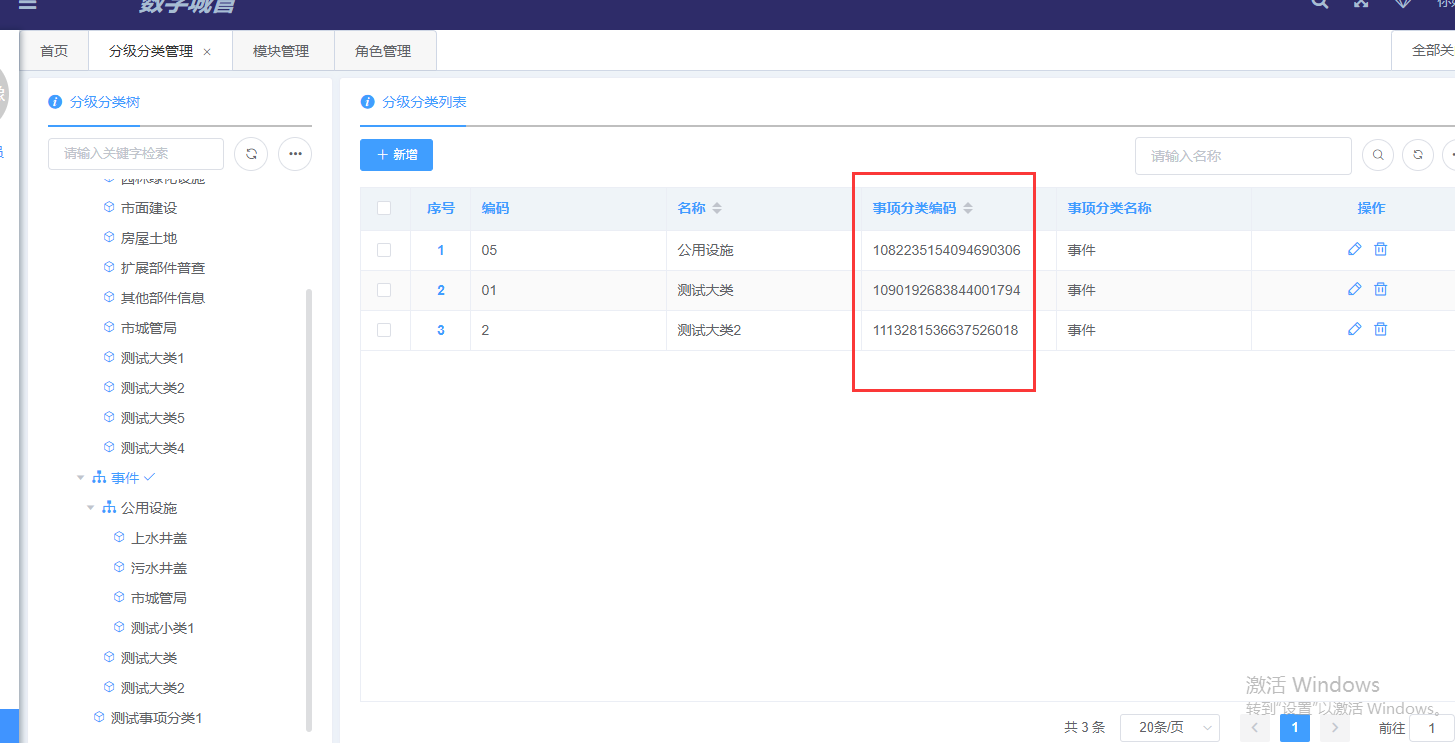 数字城管
首页 分级分类管理 × 模块管理 角色管理 全部关
分级分类树
请输入关键字检索
园林绿化设施
市面建设
房屋土地
扩展部件普查
其他部件信息
市城管局
测试大类1
测试大类2
测试大类5
测试大类4
事件
公用设施
上水井盖
污水井盖
市城管局
测试小类1
测试大类
测试大类2
测试事项分类1
分级分类列表
+ 新增 请输入名称
序号 编码 名称 事项分类编码 事项分类名称 操作
1 05 公用设施 1082235154094690306 事件
2 01 测试大类 1090192683844001794 事件
3 2 测试大类2 1113281536637526018 事件
激活 Windows
转到“设置”以激活 Windows。
共 3 条 20条/页 1 前往 1